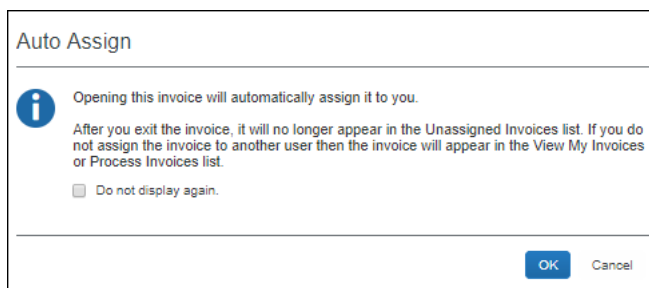 Auto Assign
Opening this invoice will automatically assign it to you.
After you exit the invoice, it will no longer appear in the Unassigned Invoices list. If you do
not assign the invoice to another user then the invoice will appear in the View My Invoices
or Process Invoices list.
Do not display again.
OK Cancel